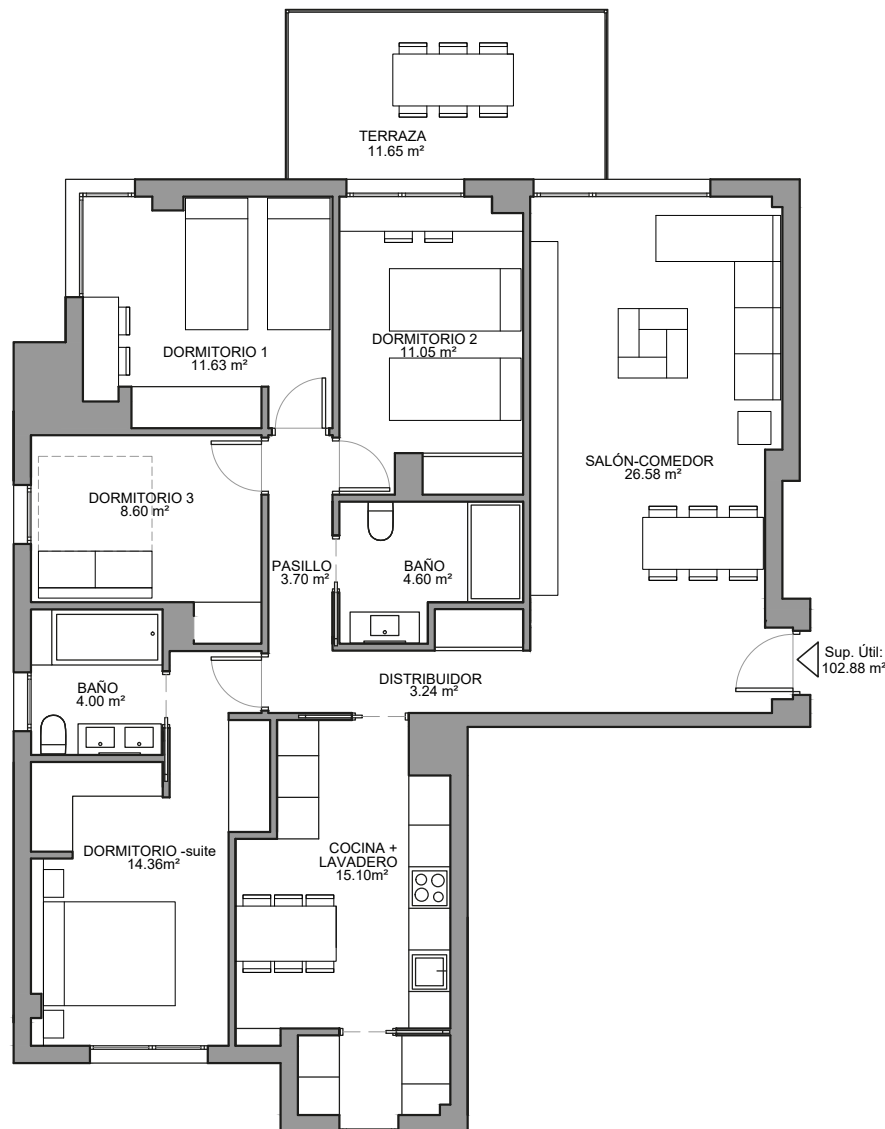 TERRAZA
11.65 m²
DORMITORIO 1
11.63 m²
DORMITORIO 2
11.05 m²
SALÓN-COMEDOR
26.58 m²
DORMITORIO 3
8.60 m²
PASILLO
3.70 m²
BAÑO
4.60 m²
Sup. Útil:
102.88 m²
DISTRIBUIDOR
3.24 m²
BAÑO
4.00 m²
DORMITORIO -suite
14.36m²
COCINA +
LAVADERO
15.10m²